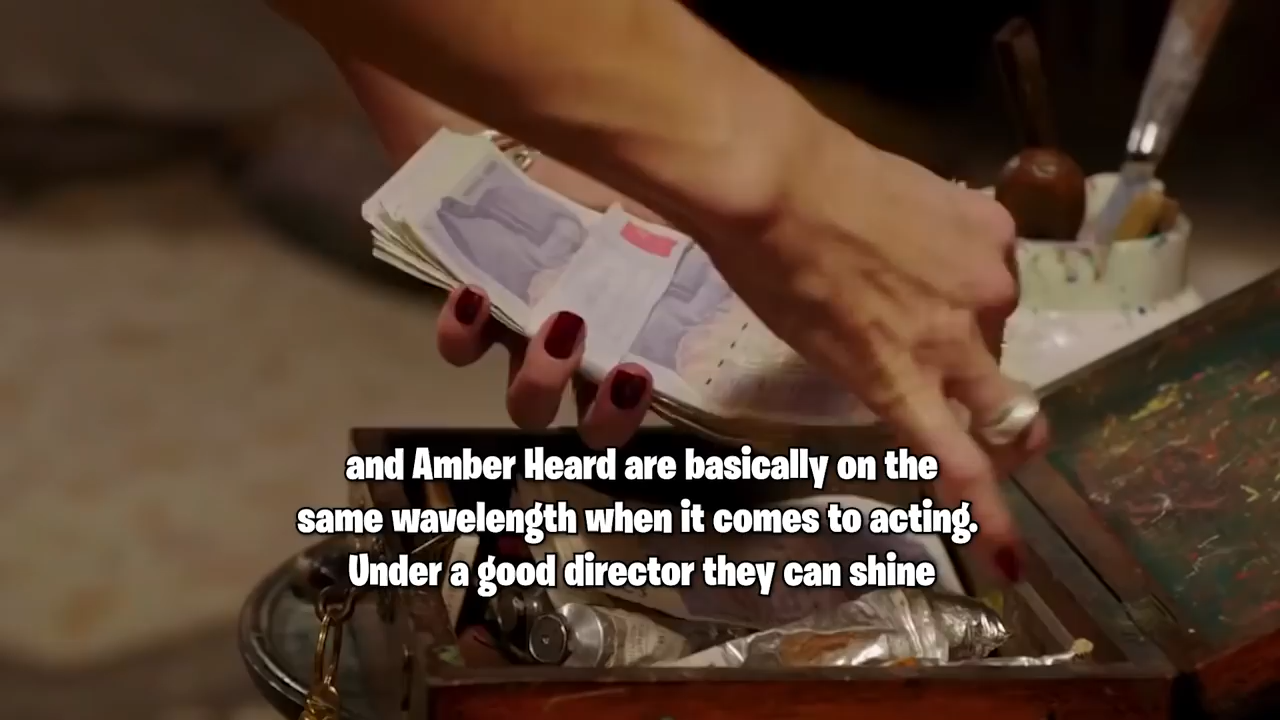 and Amber Heard are basically on the
same wavelength when it comes to acting.
Under a good director they can shine